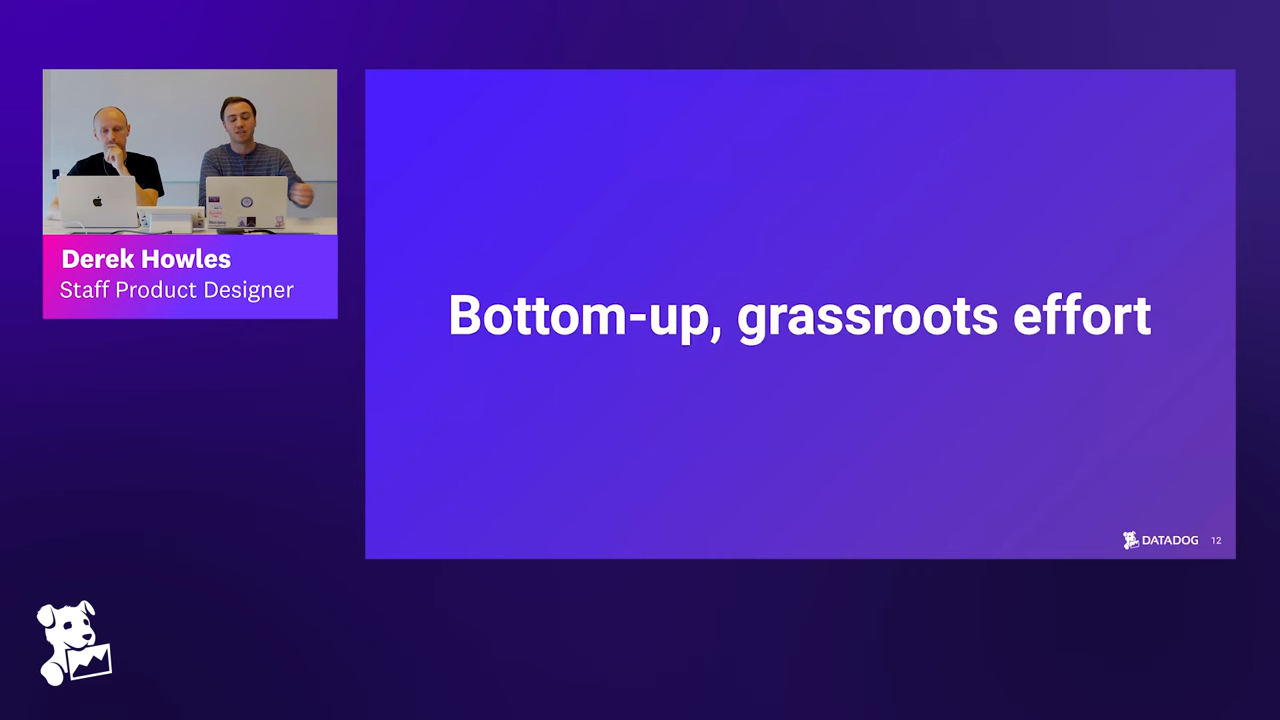 Derek Howles
Staff Product Designer
Bottom-up, grassroots effort
DATADOG 12